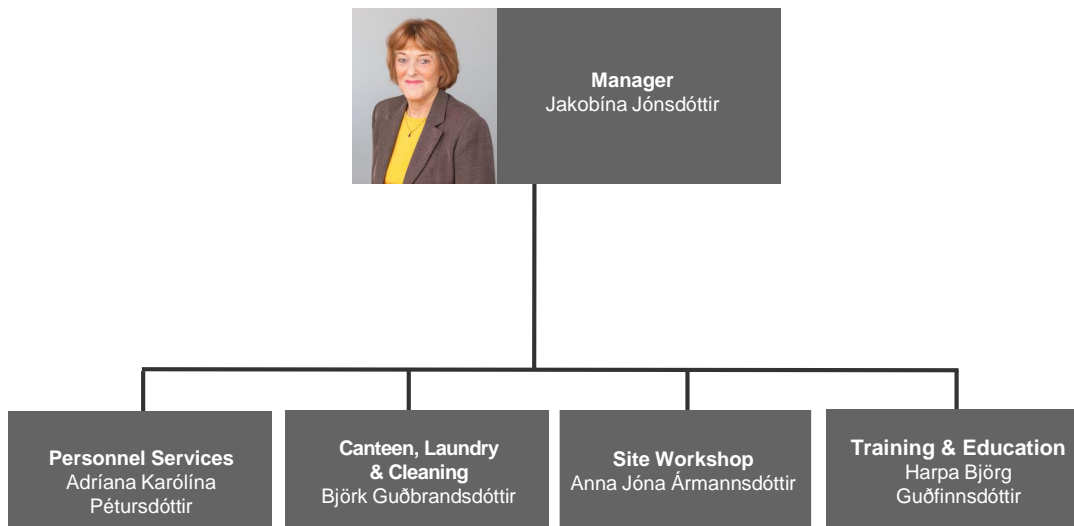 Manager
Jakobína Jónsdóttir
Personnel Services
Adríana Karólína
Pétursdóttir
Canteen, Laundry
& Cleaning
Björk Guðbrandsdóttir
Site Workshop
Anna Jóna Ármannsdóttir
Training & Education
Harpa Björg
Guðfinnsdóttir